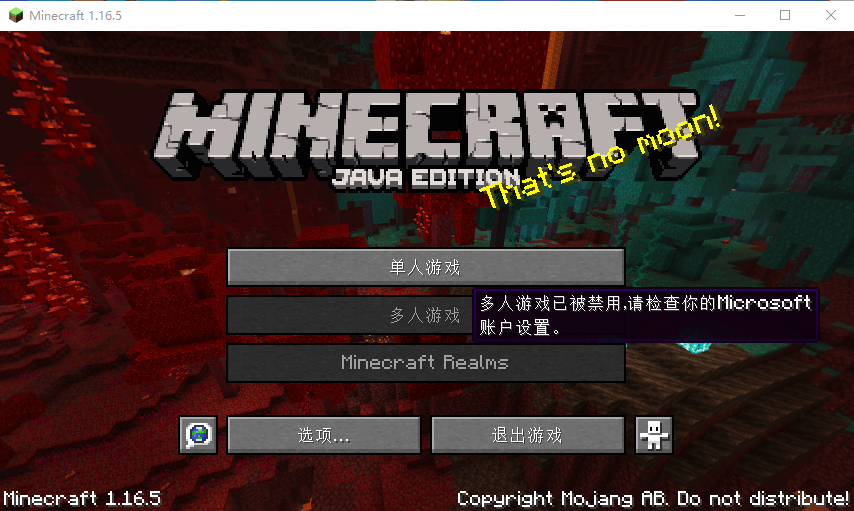 Minecraft 1.16.5
MINECRAFT
JAVA EDITION
That's no moon!
单人游戏
多人游戏
多人游戏已被禁用,请检查你的Microsoft
账户设置。
Minecraft Realms
选项...
退出游戏
Minecraft 1.16.5
Copyright Mojang AB. Do not distribute!